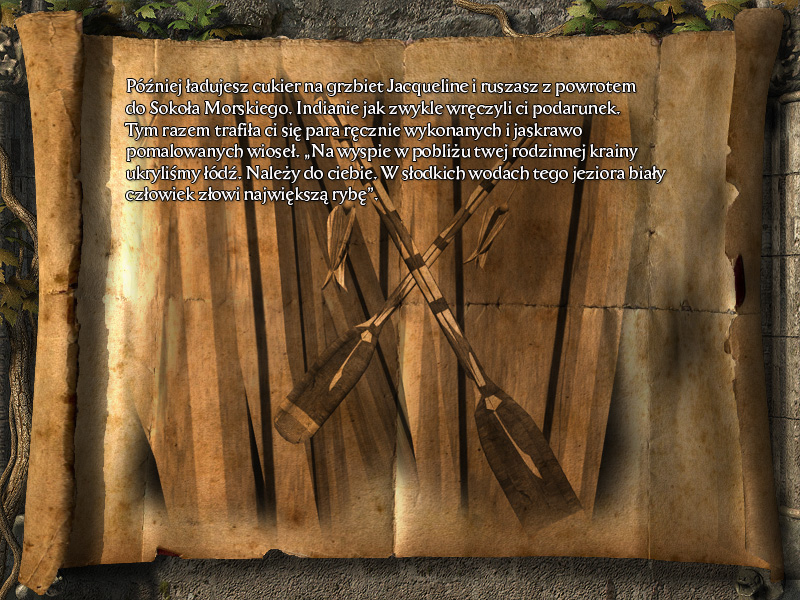 Później ładujesz cukier na grzbiet Jacqueline i ruszasz z powrotem
do Sokoła Morskiego. Indianie jak zwykle wręczyli ci podarunek.
Tym razem trafiła ci się para ręcznie wykonanych i jaskrawo
pomalowanych wioseł. „Na wyspie w pobliżu twej rodzinnej krainy
ukryliśmy łódź. Należy do ciebie. W słodkich wodach tego jeziora biały
człowiek złowi największą rybę”.